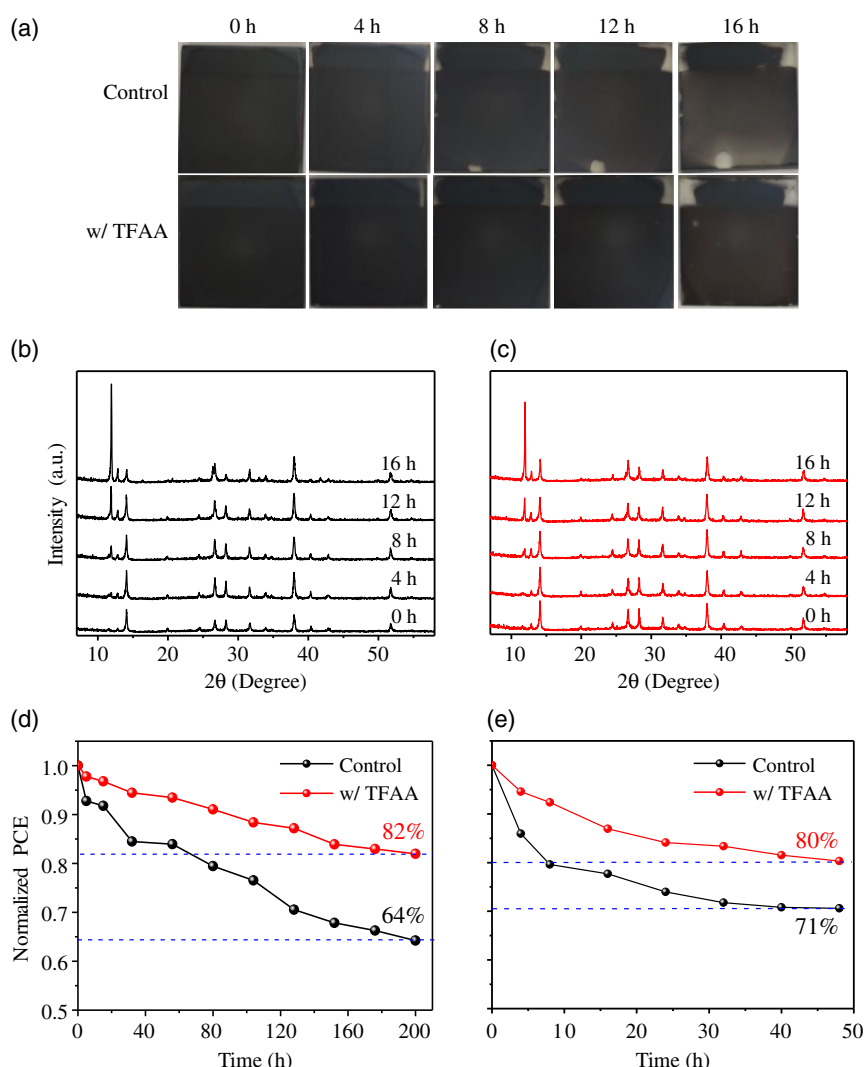 (a)
0 h 4 h 8 h 12 h 16 h
Control
w/ TFAA
(b)
Intensity (a.u.)
16 h
12 h
8 h
4 h
0 h
10 20 30 40 50
2θ (Degree)
(c)
16 h
12 h
8 h
4 h
0 h
10 20 30 40 50
2θ (Degree)
(d)
Normalized PCE
1.0
0.9
0.8
0.7
0.6
0.5
Control
w/ TFAA
82%
64%
0 40 80 120 160 200
Time (h)
(e)
Control
w/ TFAA
80%
71%
0 10 20 30 40 50
Time (h)